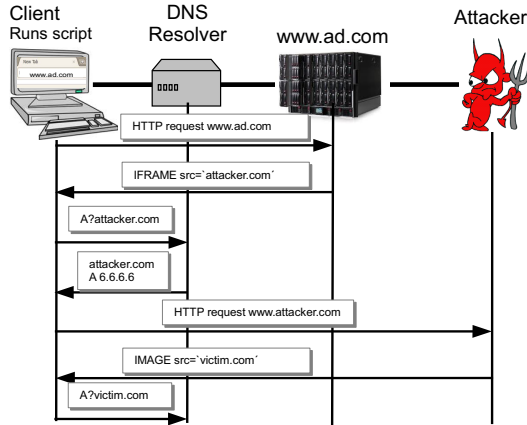 Client
Runs script
DNS
Resolver
www.ad.com
Attacker
New Tab
www.ad.com
HTTP request www.ad.com
IFRAME src=`attacker.com´
A?attacker.com
attacker.com
A 6.6.6.6
HTTP request www.attacker.com
IMAGE src=`victim.com´
A?victim.com